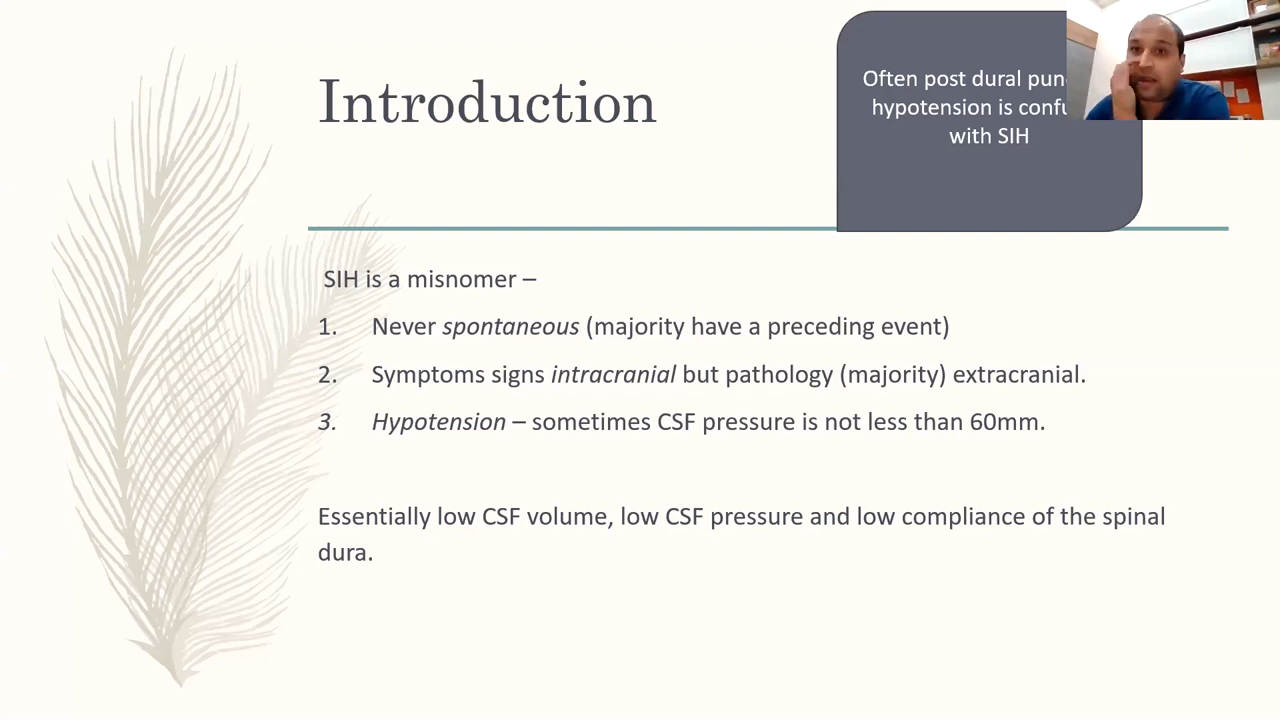 Introduction
Often post dural
hypotension is
with SIH
SIH is a misnomer –
1. Never spontaneous (majority have a preceding event)
2. Symptoms signs intracranial but pathology (majority) extracranial.
3. Hypotension – sometimes CSF pressure is not less than 60mm.
Essentially low CSF volume, low CSF pressure and low compliance of the spinal
dura.